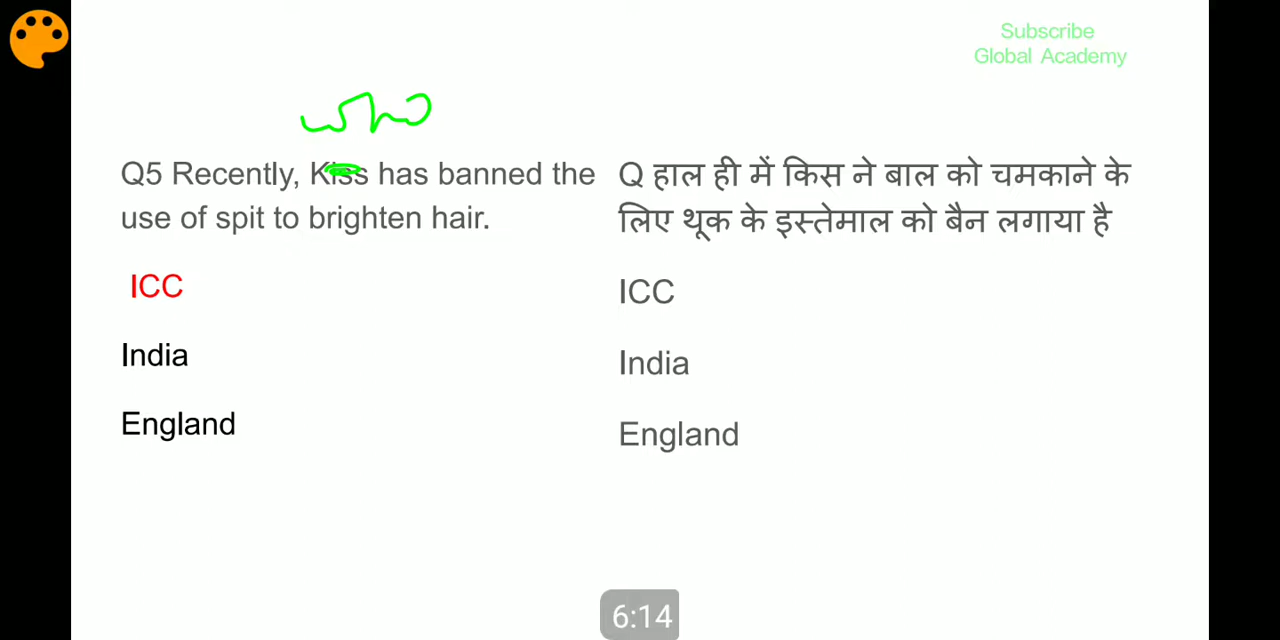 Subscribe
Global Academy
who
Q5 Recently, Kiss has banned the
use of spit to brighten hair.
ICC
India
England
Q हाल ही में किस ने बाल को चमकाने के
लिए थूक के इस्तेमाल को बैन लगाया है
ICC
India
England
6:14